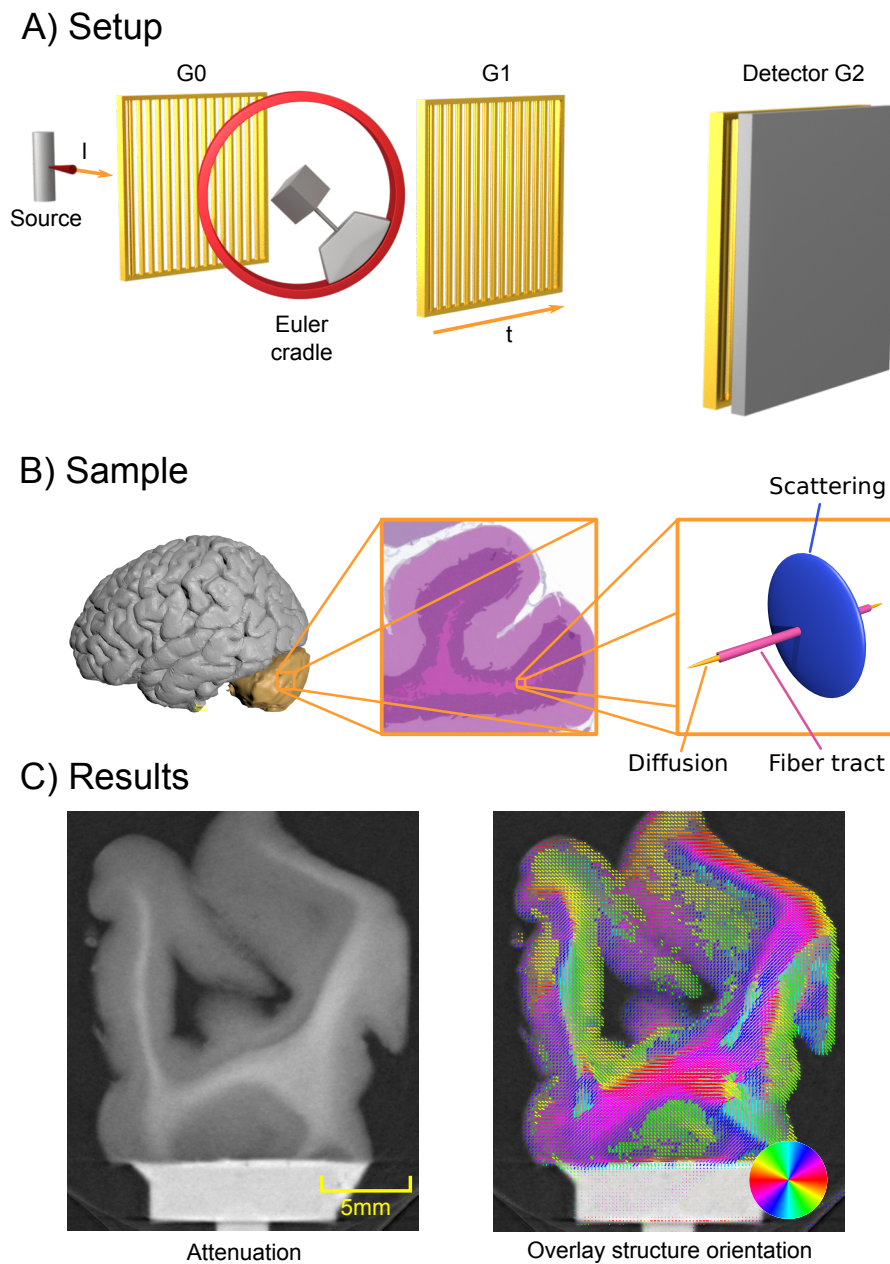 A) Setup
G0
G1
Detector G2
l
Source
Euler
cradle
t
B) Sample
Scattering
Diffusion
Fiber tract
C) Results
5mm
Attenuation
Overlay structure orientation